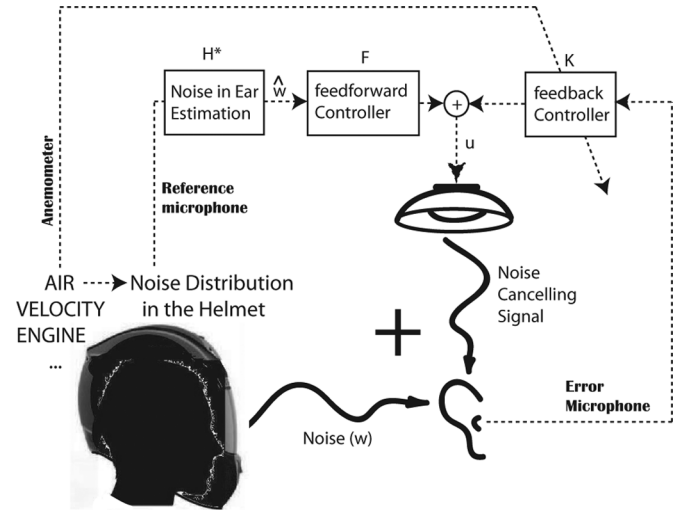 H*
F
K
Noise in Ear
Estimation
^
w
feedforward
Controller
+
feedback
Controller
u
Anemometer
Reference
microphone
AIR
VELOCITY
ENGINE
...
Noise Distribution
in the Helmet
Noise
Cancelling
Signal
+
Error
Microphone
Noise (w)